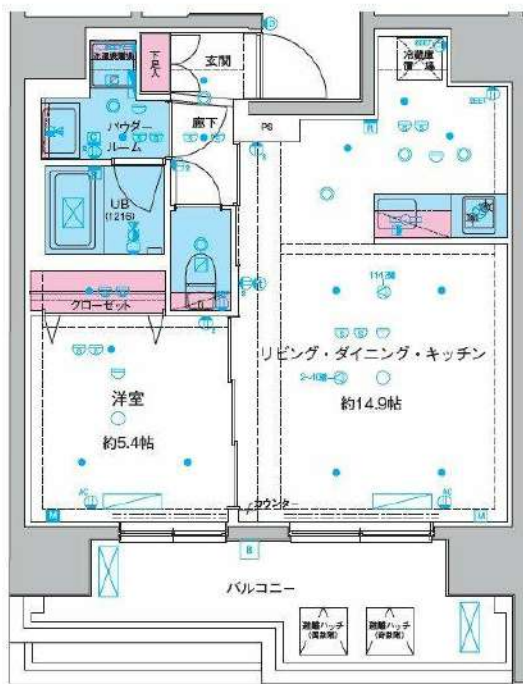 玄関
下足入
冷蔵庫
置場
廊下
PS
パウダー
ルーム
UB
(1216)
クローゼット
洋室
約5.4帖
リビング・ダイニング・キッチン
約14.9帖
AC
AC
カウンター
M
M
B
バルコニー
避難ハッチ
避難ハッチ